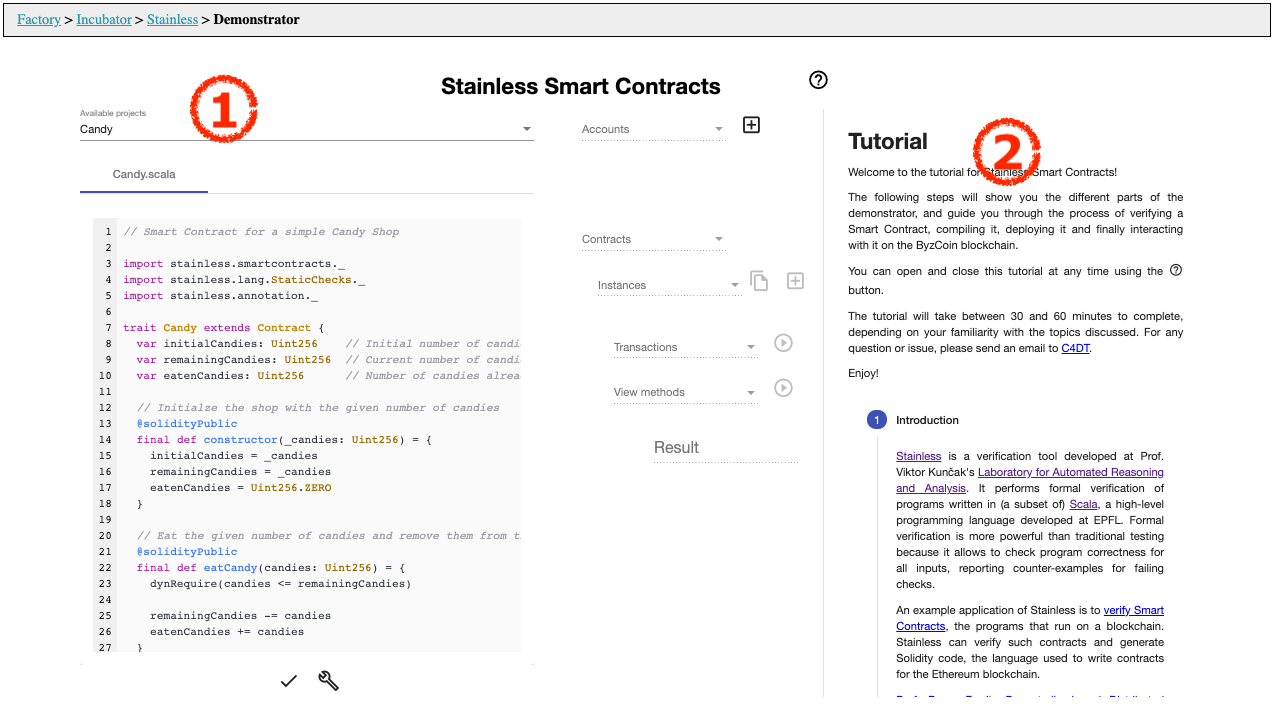 Factory > Incubator > Stainless > Demonstrator
Stainless Smart Contracts
1
Available projects
Candy
Candy.scala
1 // Smart Contract for a simple Candy Shop
2
3 import stainless.smartcontracts._
4 import stainless.lang.StaticChecks._
5 import stainless.annotation._
6
7 trait Candy extends Contract {
8 var initialCandies: Uint256 // Initial number of candi
9 var remainingCandies: Uint256 // Current number of candi
10 var eatenCandies: Uint256 // Number of candies alrea
11
12 // Initialze the shop with the given number of candies
13 @solidityPublic
14 final def constructor(_candies: Uint256) = {
15 initialCandies = _candies
16 remainingCandies = _candies
17 eatenCandies = Uint256.ZERO
18 }
19
20 // Eat the given number of candies and remove them from t
21 @solidityPublic
22 final def eatCandy(candies: Uint256) = {
23 dynRequire(candies <= remainingCandies)
24
25 remainingCandies -= candies
26 eatenCandies += candies
27 }
Accounts
Contracts
Instances
Transactions
View methods
Result
2
Tutorial
Welcome to the tutorial for Stainless Smart Contracts!
The following steps will show you the different parts of the
demonstrator, and guide you through the process of verifying a
Smart Contract, compiling it, deploying it and finally interacting
with it on the ByzCoin blockchain.
You can open and close this tutorial at any time using the ?
button.
The tutorial will take between 30 and 60 minutes to complete,
depending on your familiarity with the topics discussed. For any
question or issue, please send an email to C4DT.
Enjoy!
1 Introduction
Stainless is a verification tool developed at Prof.
Viktor Kunčak's Laboratory for Automated Reasoning
and Analysis. It performs formal verification of
programs written in (a subset of) Scala, a high-level
programming language developed at EPFL. Formal
verification is more powerful than traditional testing
because it allows to check program correctness for
all inputs, reporting counter-examples for failing
checks.
An example application of Stainless is to verify Smart
Contracts, the programs that run on a blockchain.
Stainless can verify such contracts and generate
Solidity code, the language used to write contracts
for the Ethereum blockchain.